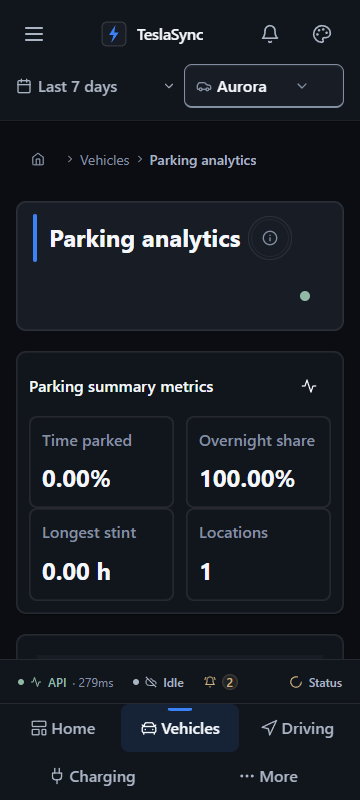 TeslaSync
Last 7 days
Aurora
Vehicles
Parking analytics
Parking analytics
Parking summary metrics
Time parked
Overnight share
0.00%
100.00%
Longest stint
Locations
0.00 h
1
API · 279ms
Idle
2
Status
Home
Vehicles
Driving
Charging
More